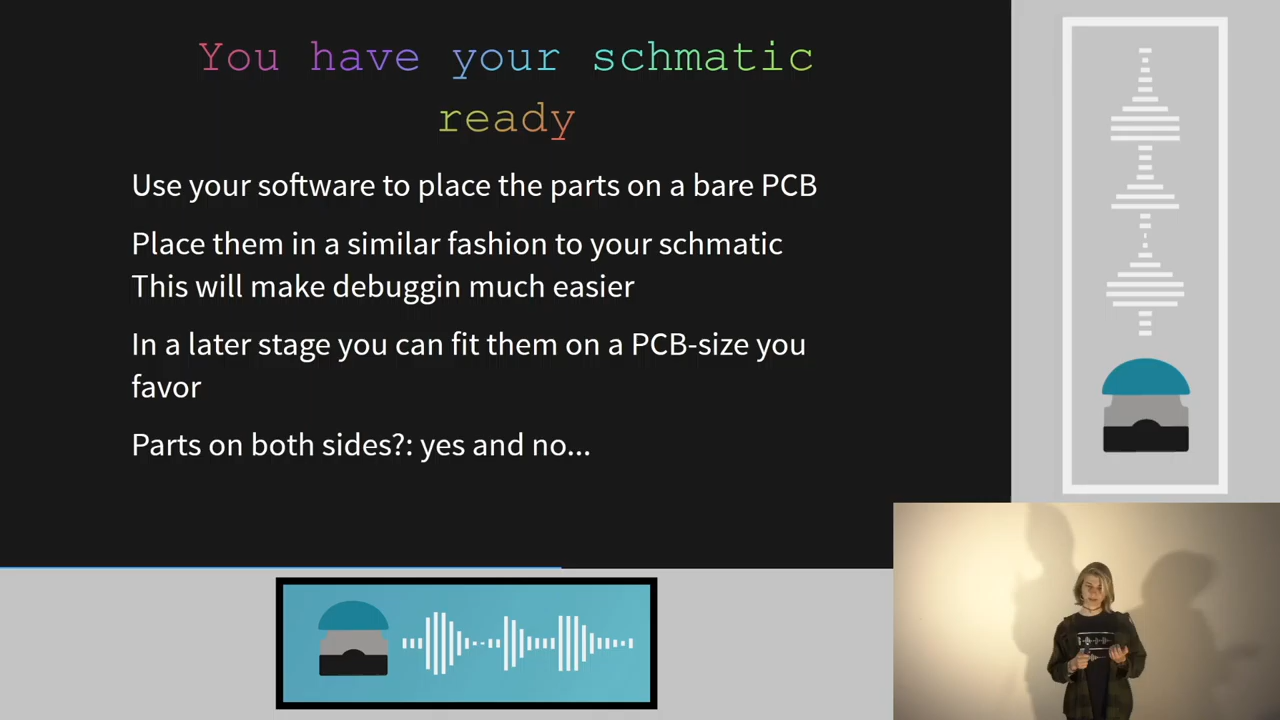 You have your schmatic
ready
Use your software to place the parts on a bare PCB
Place them in a similar fashion to your schmatic
This will make debuggin much easier
In a later stage you can fit them on a PCB-size you
favor
Parts on both sides?: yes and no...